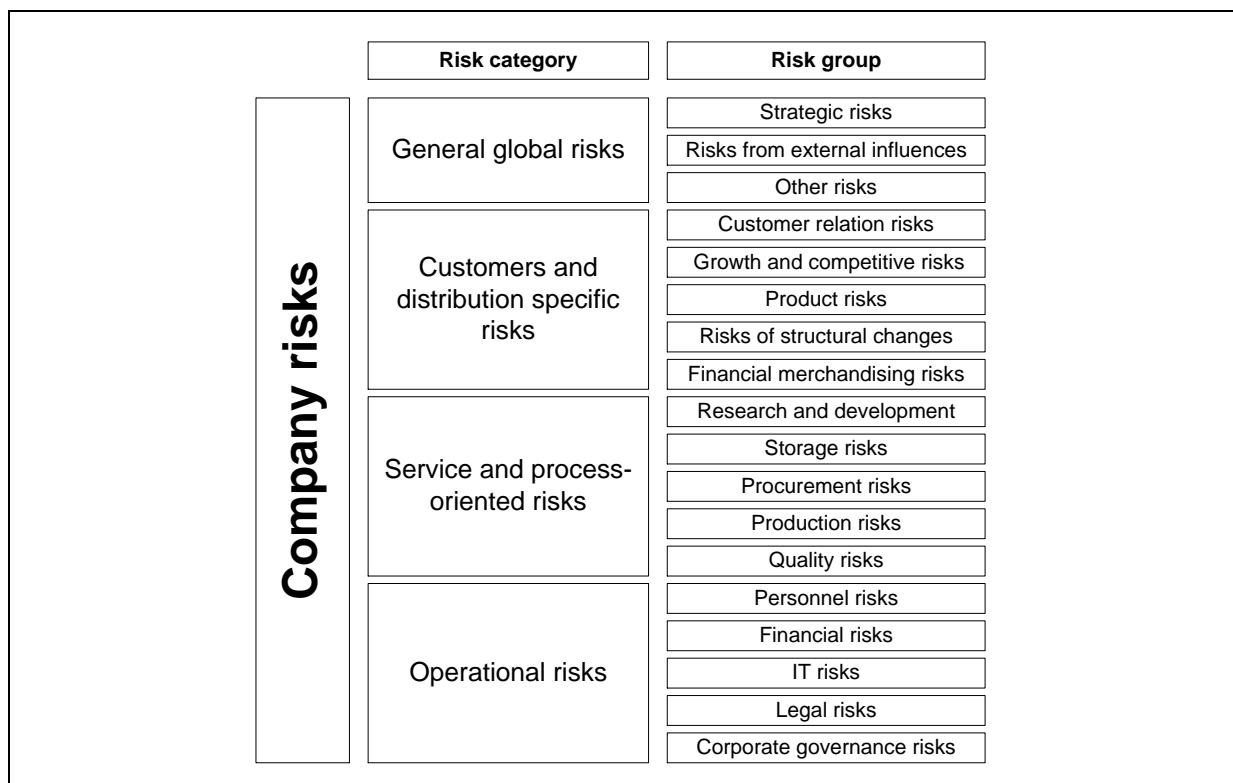 Risk category
Risk group
Company risks
General global risks
Strategic risks
Risks from external influences
Other risks
Customers and
distribution specific
risks
Customer relation risks
Growth and competitive risks
Product risks
Risks of structural changes
Financial merchandising risks
Service and process-
oriented risks
Research and development
Storage risks
Procurement risks
Production risks
Quality risks
Operational risks
Personnel risks
Financial risks
IT risks
Legal risks
Corporate governance risks